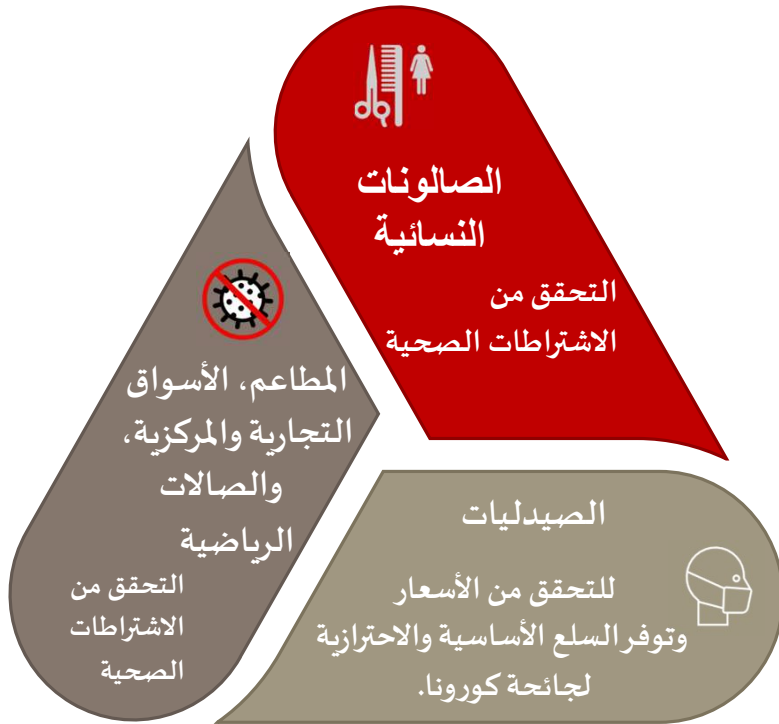 الصالونات
النسائية
التحقق من
الاشتراطات الصحية
المطاعم، الأسواق
التجارية والمركزية،
والصالات
الرياضية
التحقق من
الاشتراطات
الصحية
الصيدليات
للتحقق من الأسعار
وتوفر السلع الأساسية والاحترازية
لجائحة كورونا.